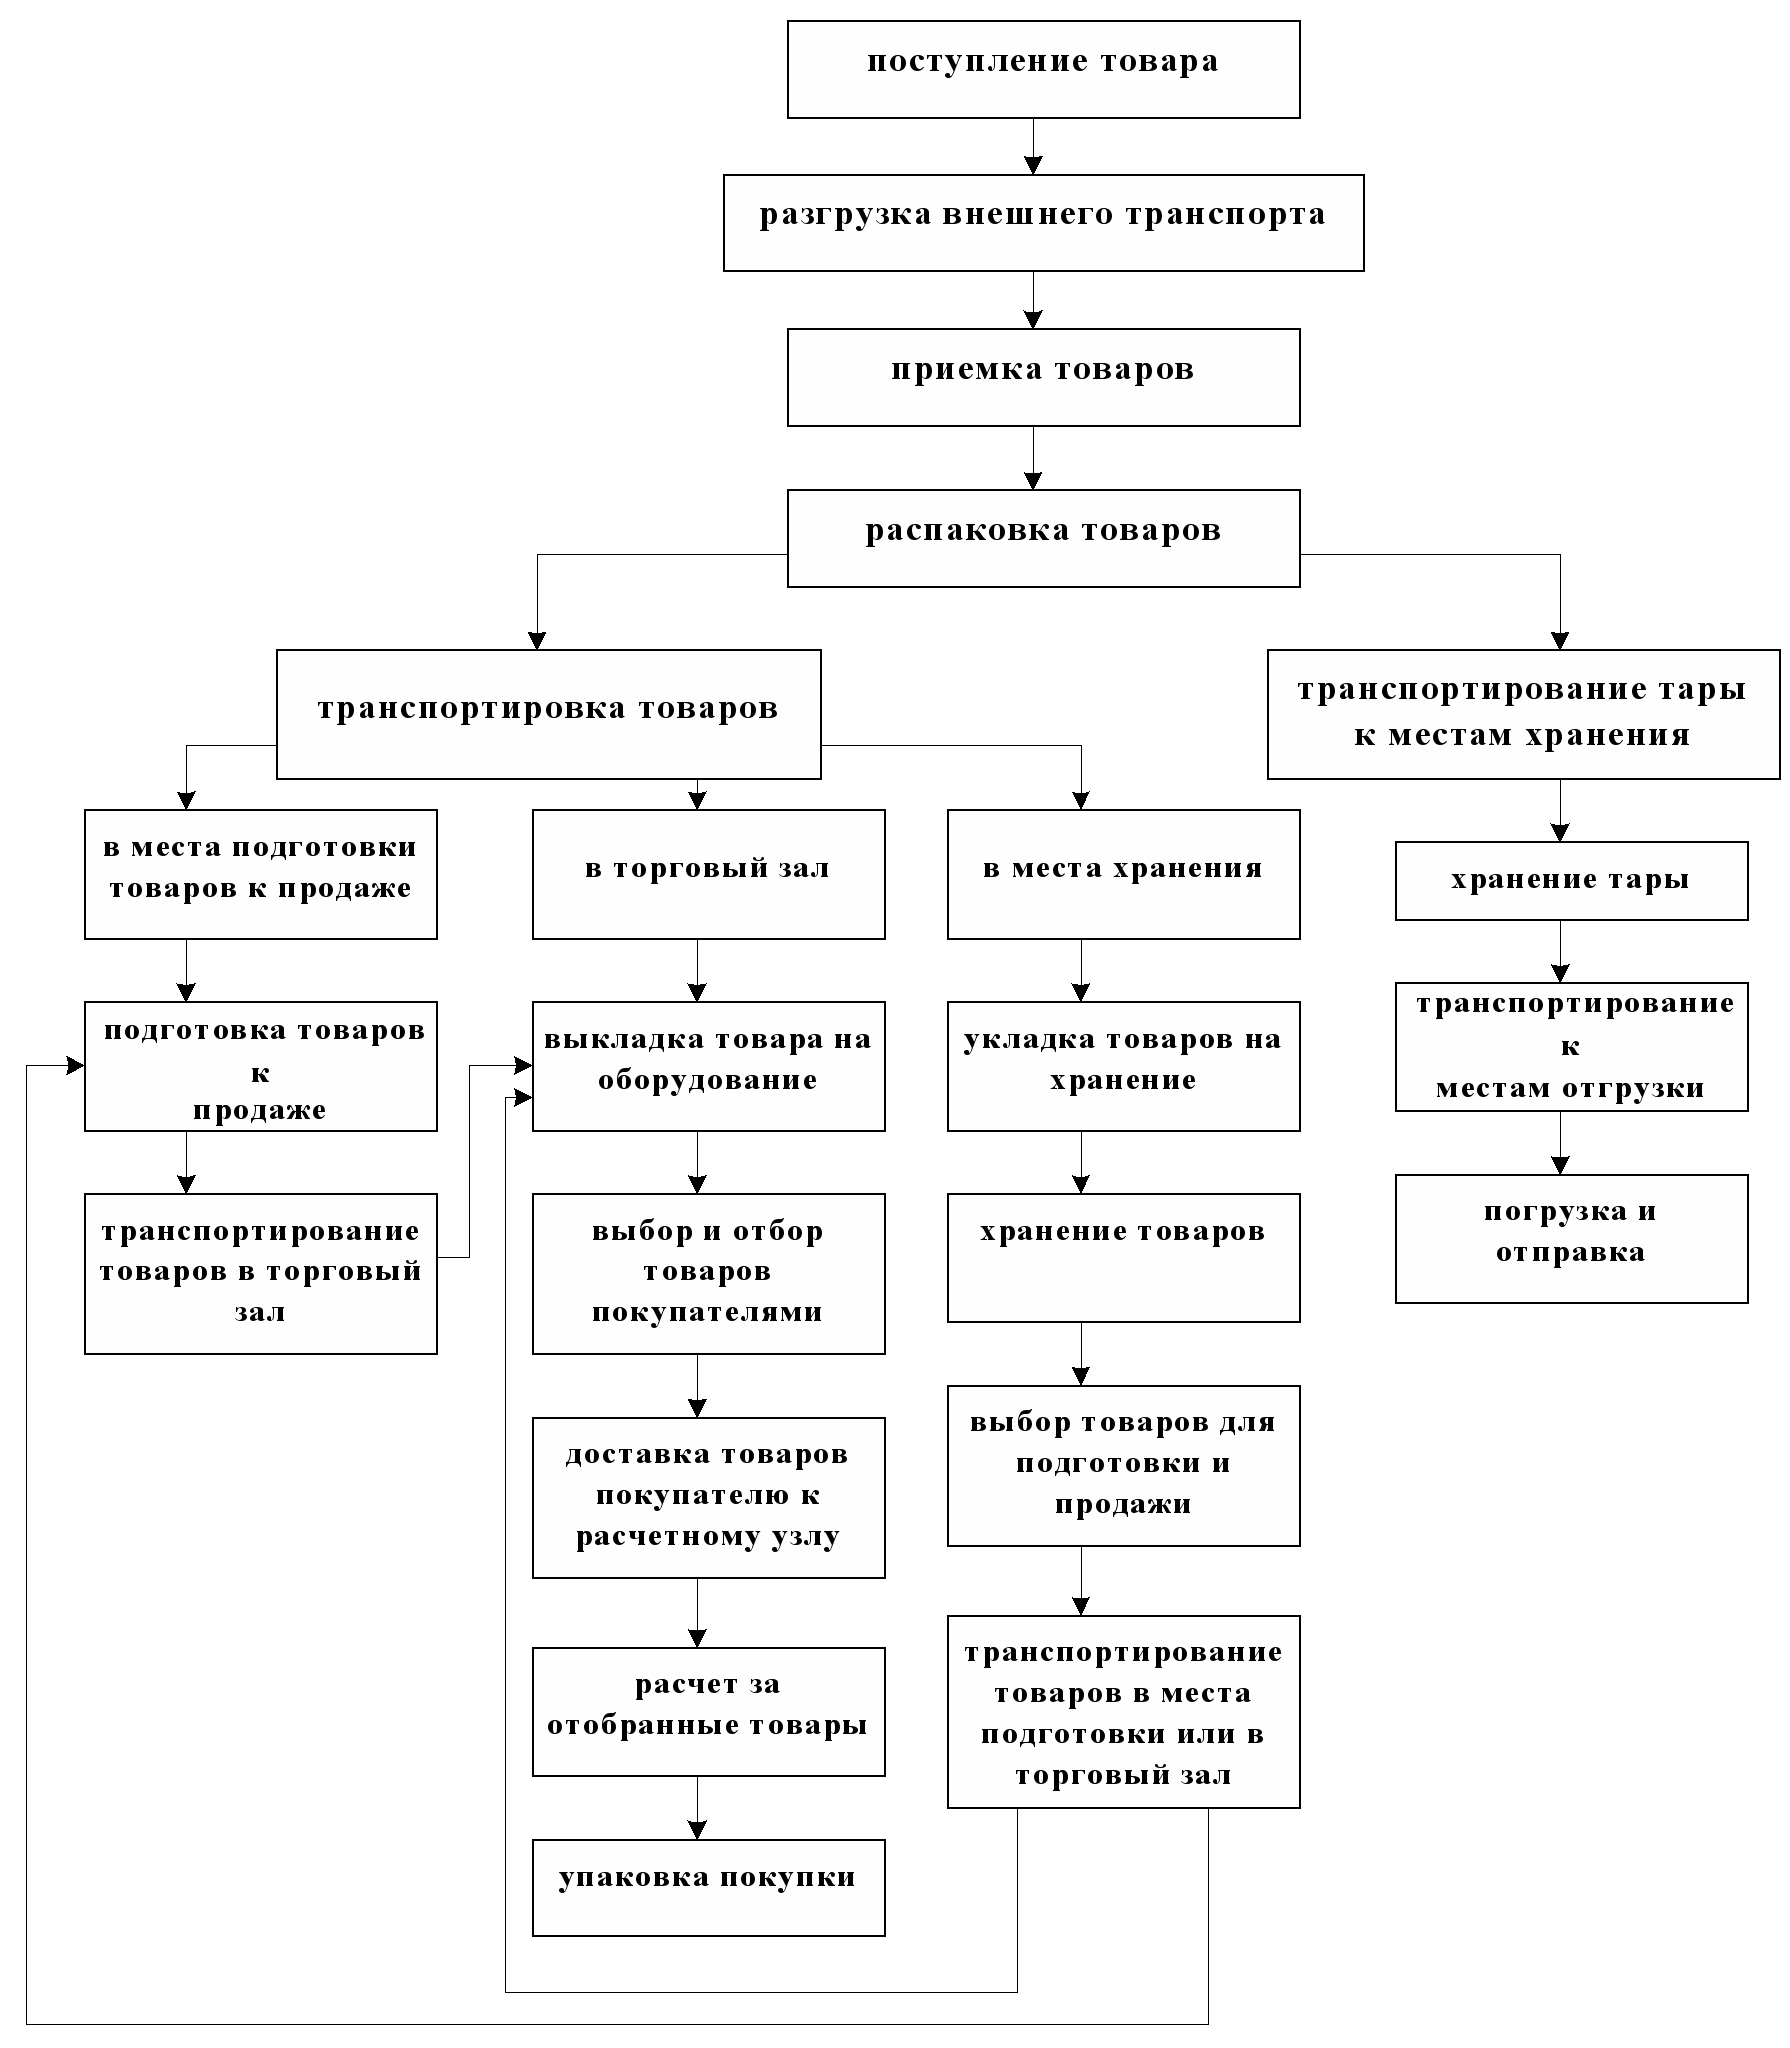 поступление товара
разгрузка внешнего транспорта
приемка товаров
распаковка товаров
транспортировка товаров
транспортирование тары
к местам хранения
в места подготовки
товаров к продаже
в торговый зал
в места хранения
хранение тары
подготовка товаров
к
продаже
выкладка товара на
оборудование
укладка товаров на
хранение
транспортирование
к
местам отгрузки
транспортирование
товаров в торговый
зал
выбор и отбор
товаров
покупателями
хранение товаров
погрузка и
отправка
доставка товаров
покупателю к
расчетному узлу
выбор товаров для
подготовки и
продажи
расчет за
отобранные товары
транспортирование
товаров в места
подготовки или в
торговый зал
упаковка покупки